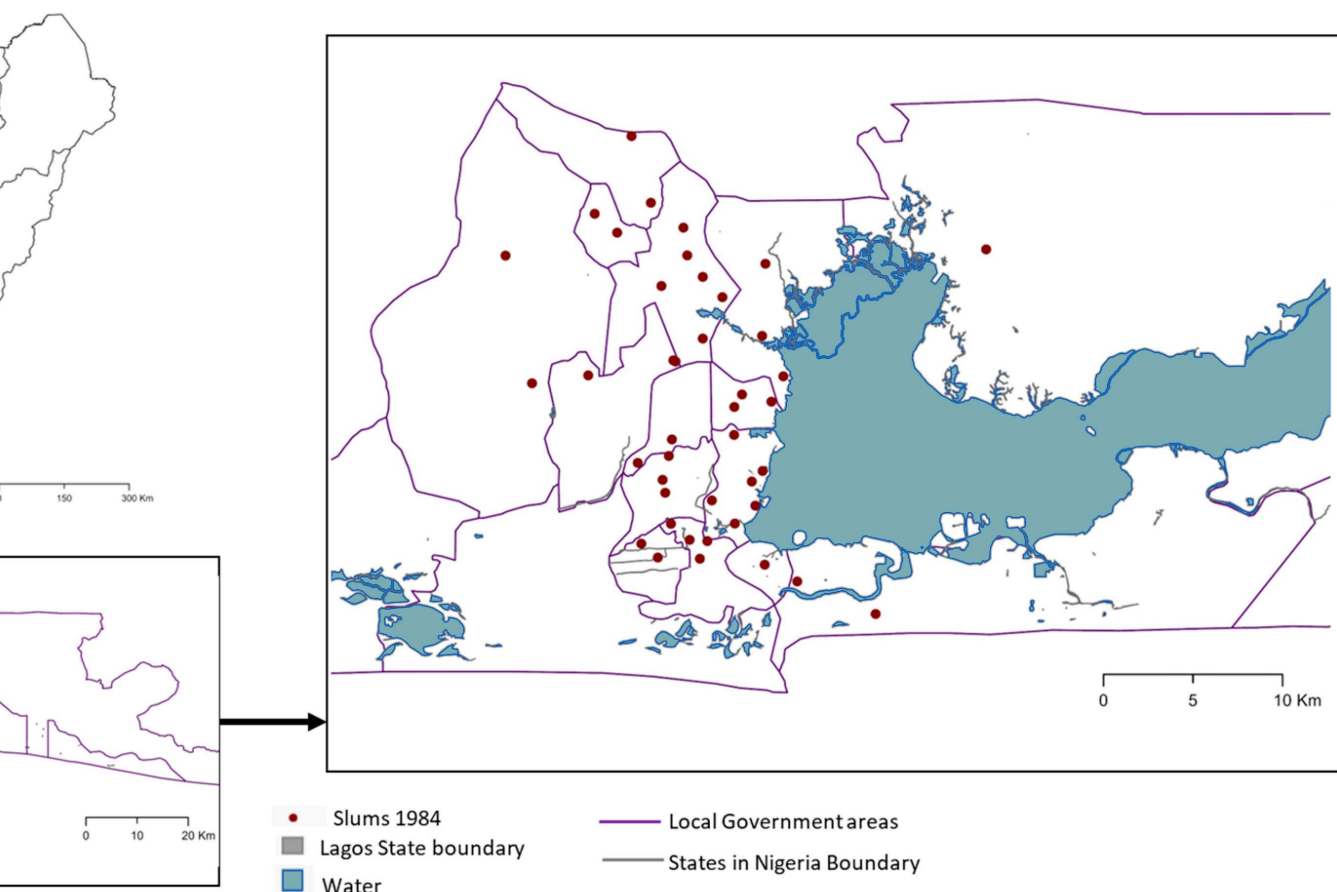 150 300 Km
0 5 10 Km
0 10 20 Km
Slums 1984
Lagos State boundary
Water
Local Government areas
States in Nigeria Boundary